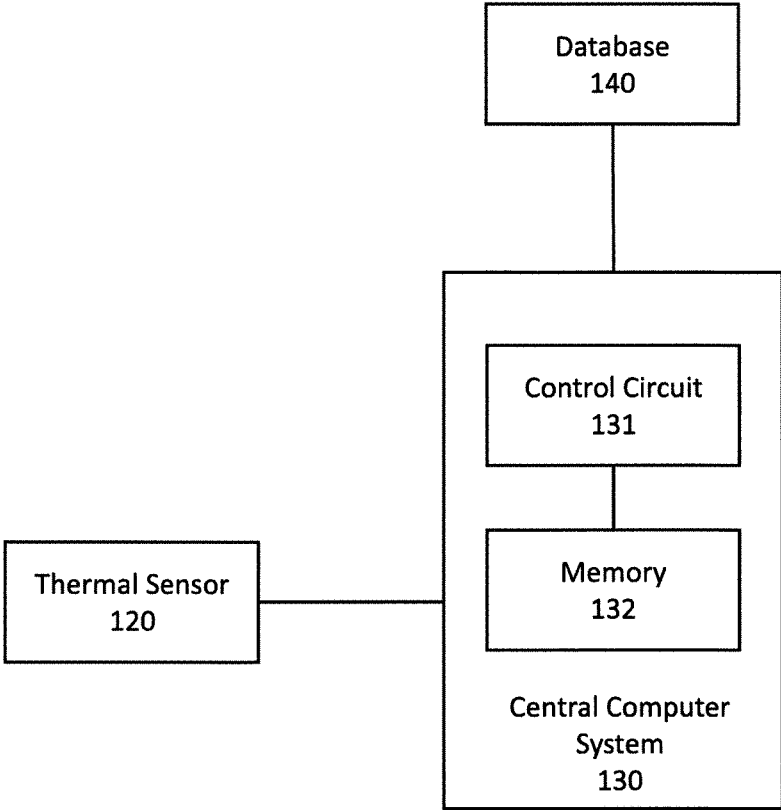 Database
140
Control Circuit
131
Thermal Sensor
120
Memory
132
Central Computer
System
130